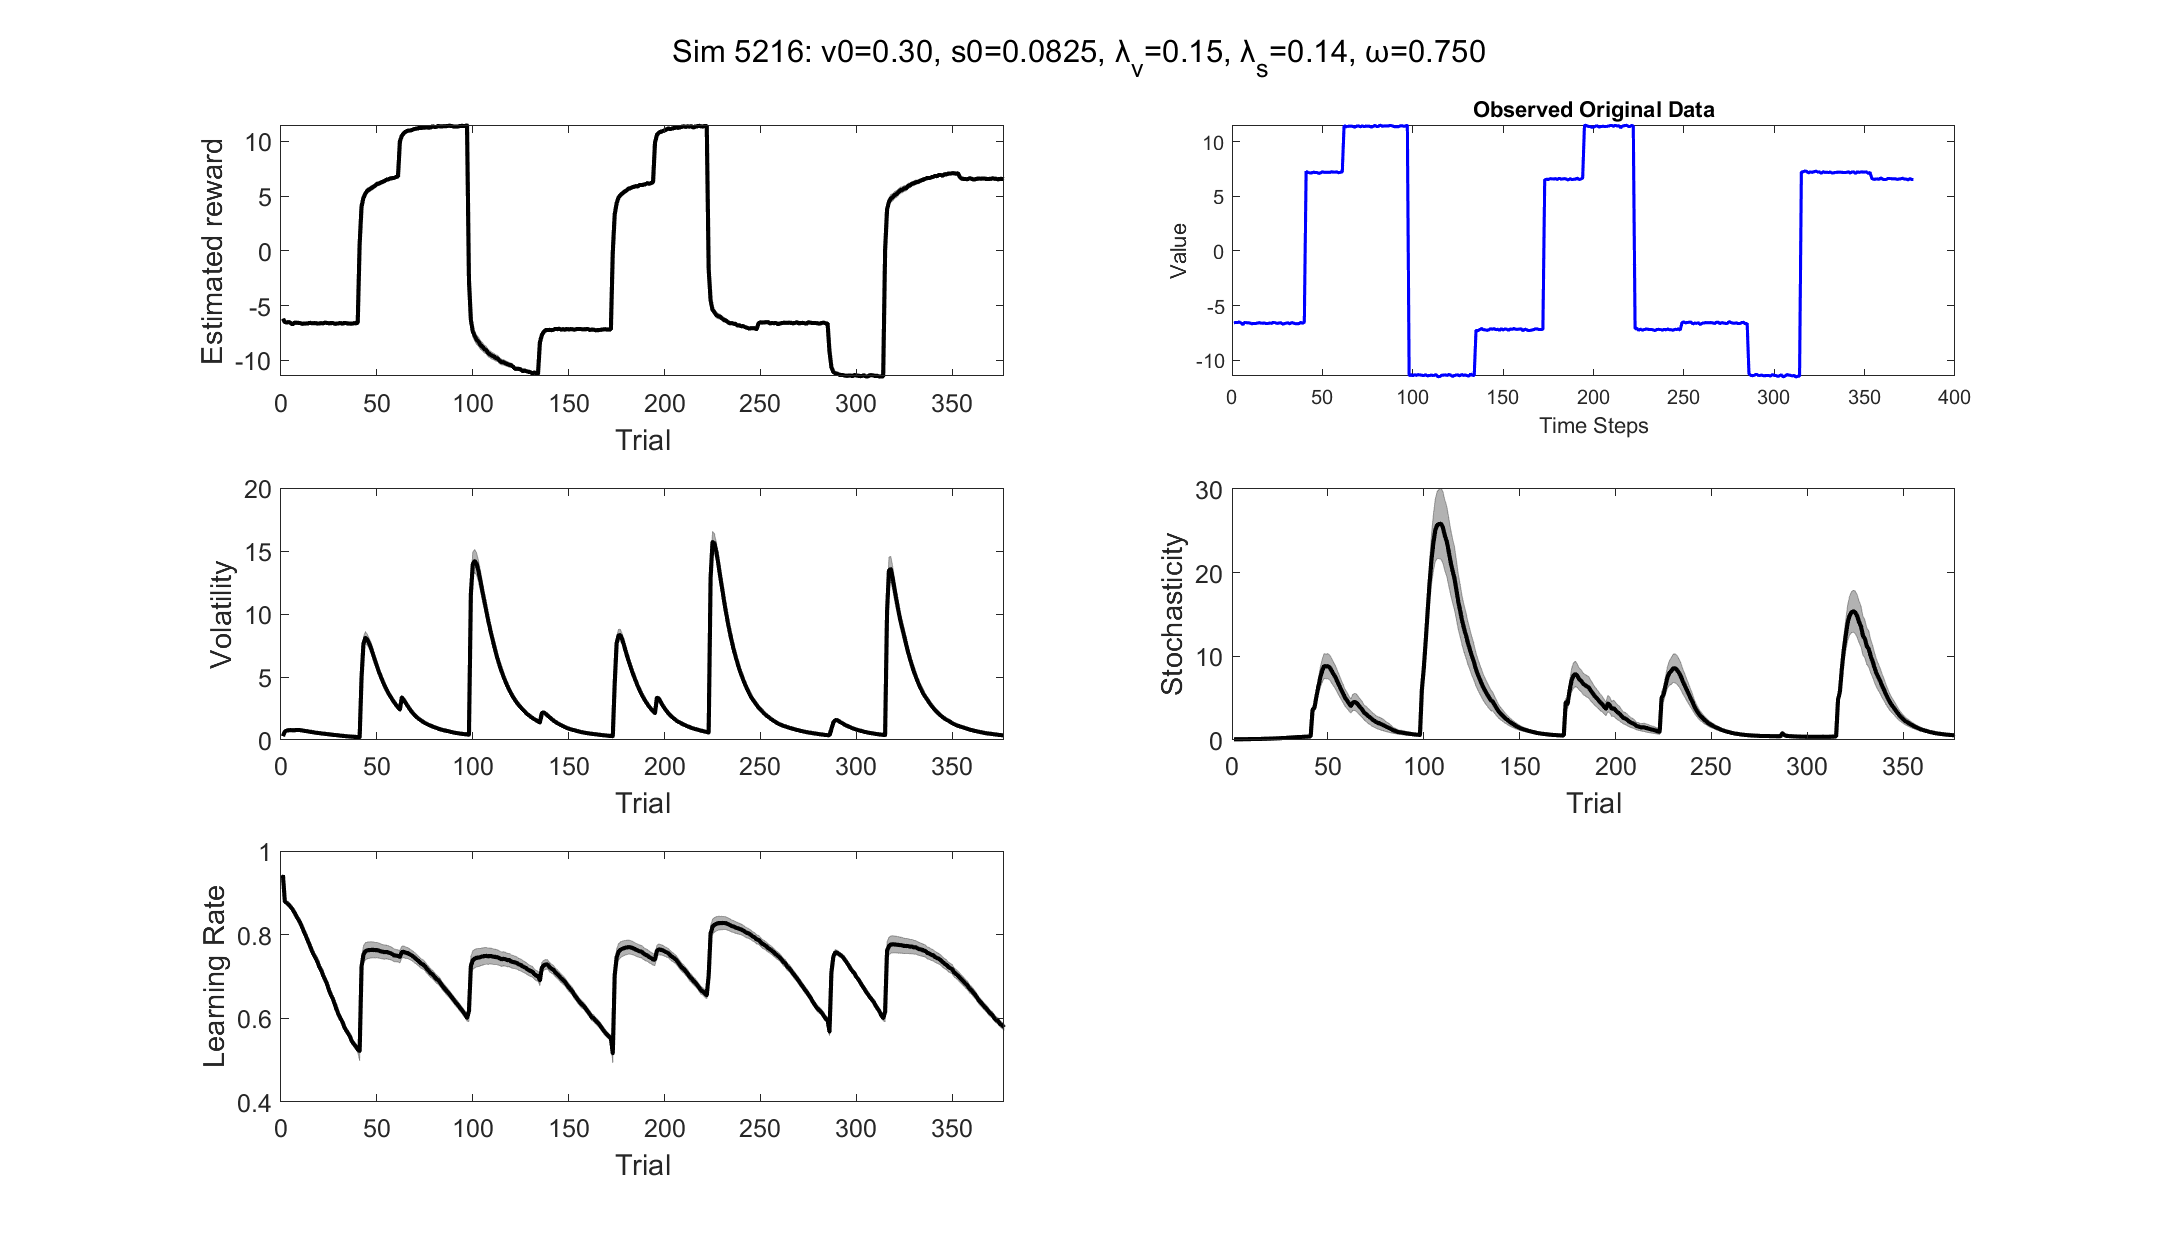 Sim 5216: v0=0.30, s0=0.0825, λv=0.15, λs=0.14, ω=0.750
Estimated reward
10
5
0
-5
-10
0 50 100 150 200 250 300 350
Trial
Observed Original Data
Value
10
5
0
-5
-10
0 50 100 150 200 250 300 350 400
Time Steps
Volatility
20
15
10
5
0
0 50 100 150 200 250 300 350
Trial
Stochasticity
30
20
10
0
0 50 100 150 200 250 300 350
Trial
Learning Rate
1
0.8
0.6
0.4
0 50 100 150 200 250 300 350
Trial